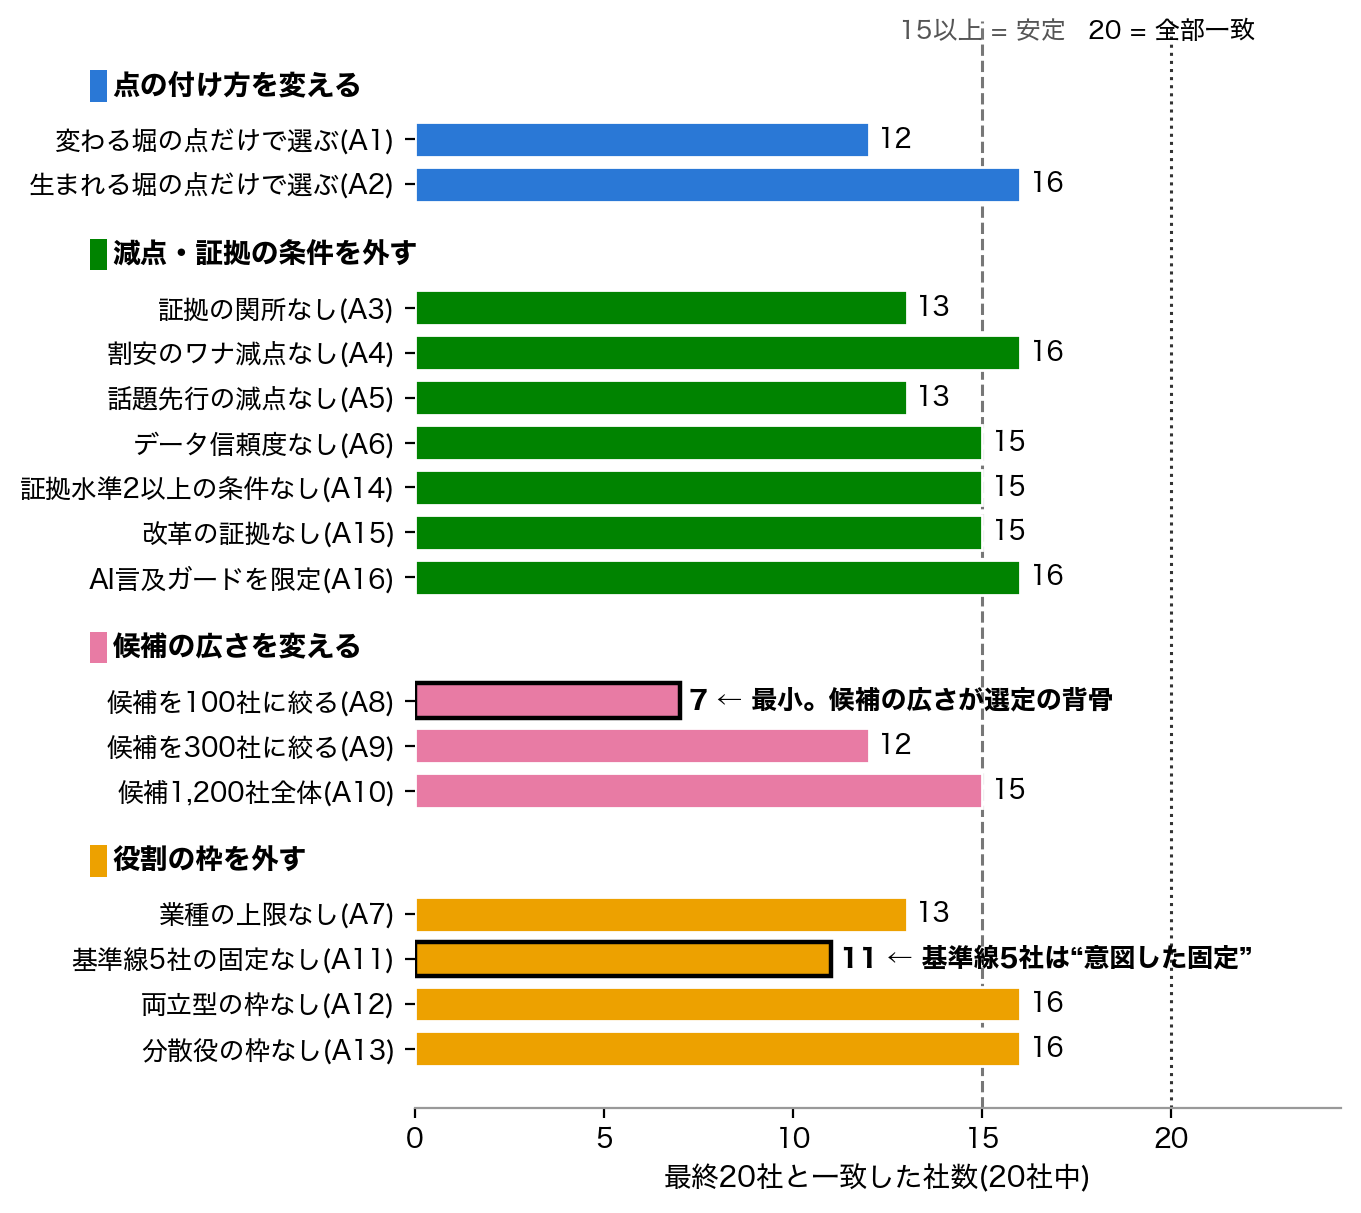 15以上 = 安定 20 = 全部一致
点の付け方を変える
変わる堀の点だけで選ぶ(A1) 12
生まれる堀の点だけで選ぶ(A2) 16
減点・証拠の条件を外す
証拠の関所なし(A3) 13
割安のワナ減点なし(A4) 16
話題先行の減点なし(A5) 13
データ信頼度なし(A6) 15
証拠水準2以上の条件なし(A14) 15
改革の証拠なし(A15) 15
AI言及ガードを限定(A16) 16
候補の広さを変える
候補を100社に絞る(A8) 7 ← 最小。候補の広さが選定の背骨
候補を300社に絞る(A9) 12
候補1,200社全体(A10) 15
役割の枠を外す
業種の上限なし(A7) 13
基準線5社の固定なし(A11) 11 ← 基準線5社は“意図した固定”
両立型の枠なし(A12) 16
分散役の枠なし(A13) 16
0 5 10 15 20
最終20社と一致した社数(20社中)